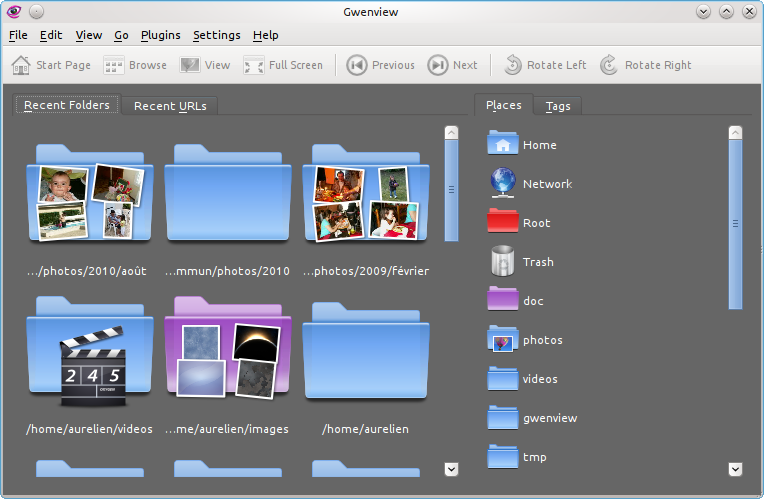 Gwenview
File Edit View Go Plugins Settings Help
Start Page Browse View Full Screen Previous Next Rotate Left Rotate Right
Recent Folders Recent URLs Places Tags
Home
Network
Root
Trash
doc
photos
videos
gwenview
tmp
.../photos/2010/août ...mmun/photos/2010 ...photos/2009/février
2 4 5
/home/aurelien/videos ...me/aurelien/images /home/aurelien